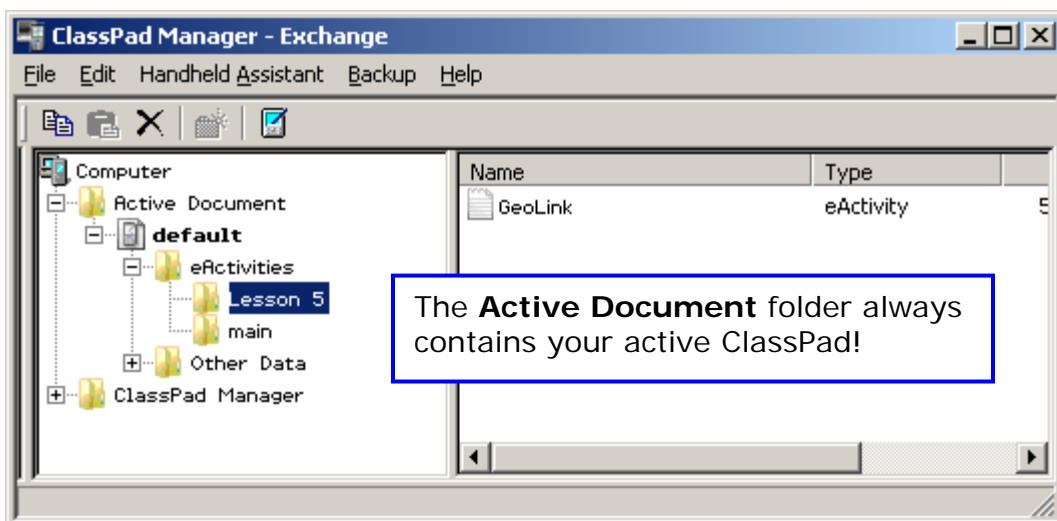 ClassPad Manager - Exchange
File Edit Handheld Assistant Backup Help
Computer
Active Document
default
eActivities
Lesson 5
main
Other Data
ClassPad Manager
Name Type
GeoLink eActivity 5
The Active Document folder always
contains your active ClassPad!